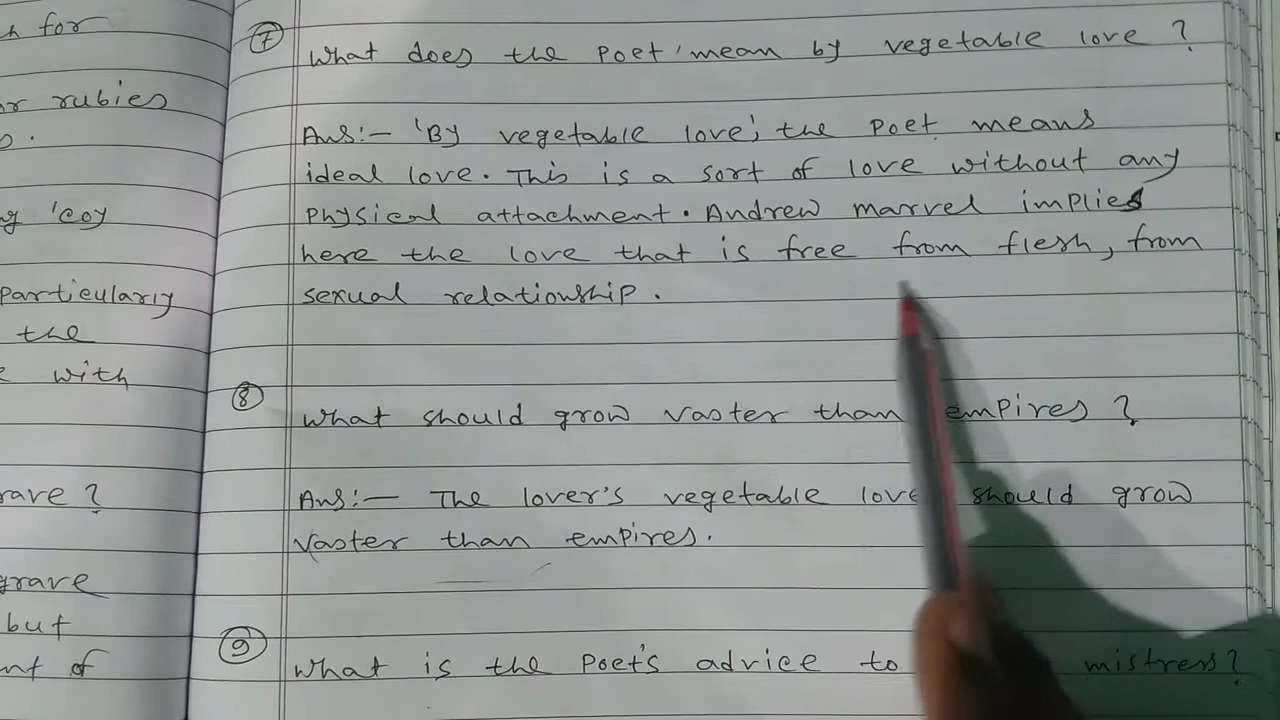 h for
or rubies
s.
ng 'coy
particularly
the
with
rave?
grave
but
nt of
⑦ What does the poet mean by vegetable love?
Ans:- 'By vegetable love', the poet means
ideal love. This is a sort of love without any
physical attachment. Andrew marvel implies
here the love that is free from flesh, from
sexual relationship.
⑧ What should grow vaster than empires?
Ans:- The lover's vegetable love should grow
vaster than empires.
⑨ What is the poet's advice to mistress?